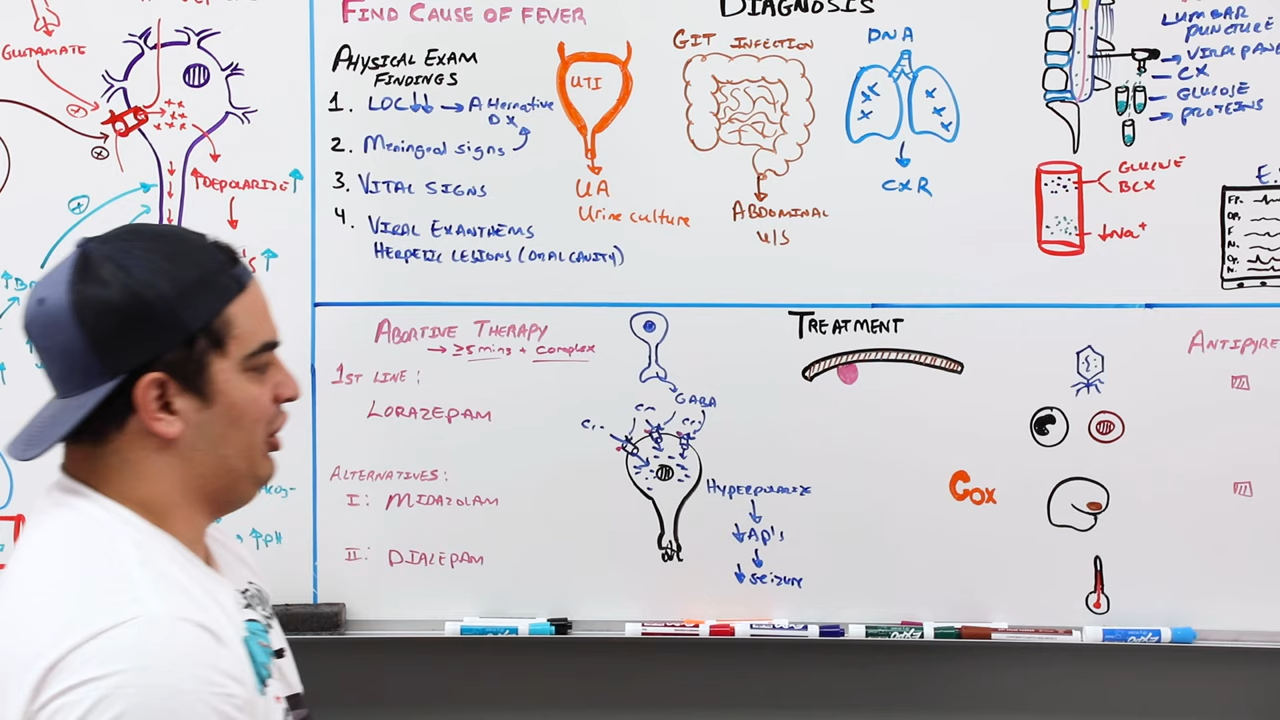 GLUTAMATE
DEPOLARIZE
↑PH
FIND CAUSE OF FEVER
PHYSICAL EXAM
FINDINGS
1. LOC↓↓ → Alternative
DX
2. Meningeal signs
3. VITAL SIGNS
4. VIRAL EXANTHEMS
HERPETIC LESIONS (ORAL CAVITY)
DIAGNOSIS
UTI
UA
Urine culture
GIT INFECTION
ABDOMINAL
U/S
DNA
CXR
LUMBAR
PUNCTURE
→ VIRAL PANE
CX
GLUCOSE
→ PROTEINS
GLUCOSE
BCX
↓Na+
E.
ABORTIVE THERAPY
→ ≥5 mins + complex
1ST LINE:
LORAZEPAM
ALTERNATIVES:
I: MIDAZOLAM
II: DIAZEPAM
GABA
Cl-
HYPERPOLARIZE
↓AP's
↓SEIZURE
TREATMENT
COX
ANTIPYRE
EXPO